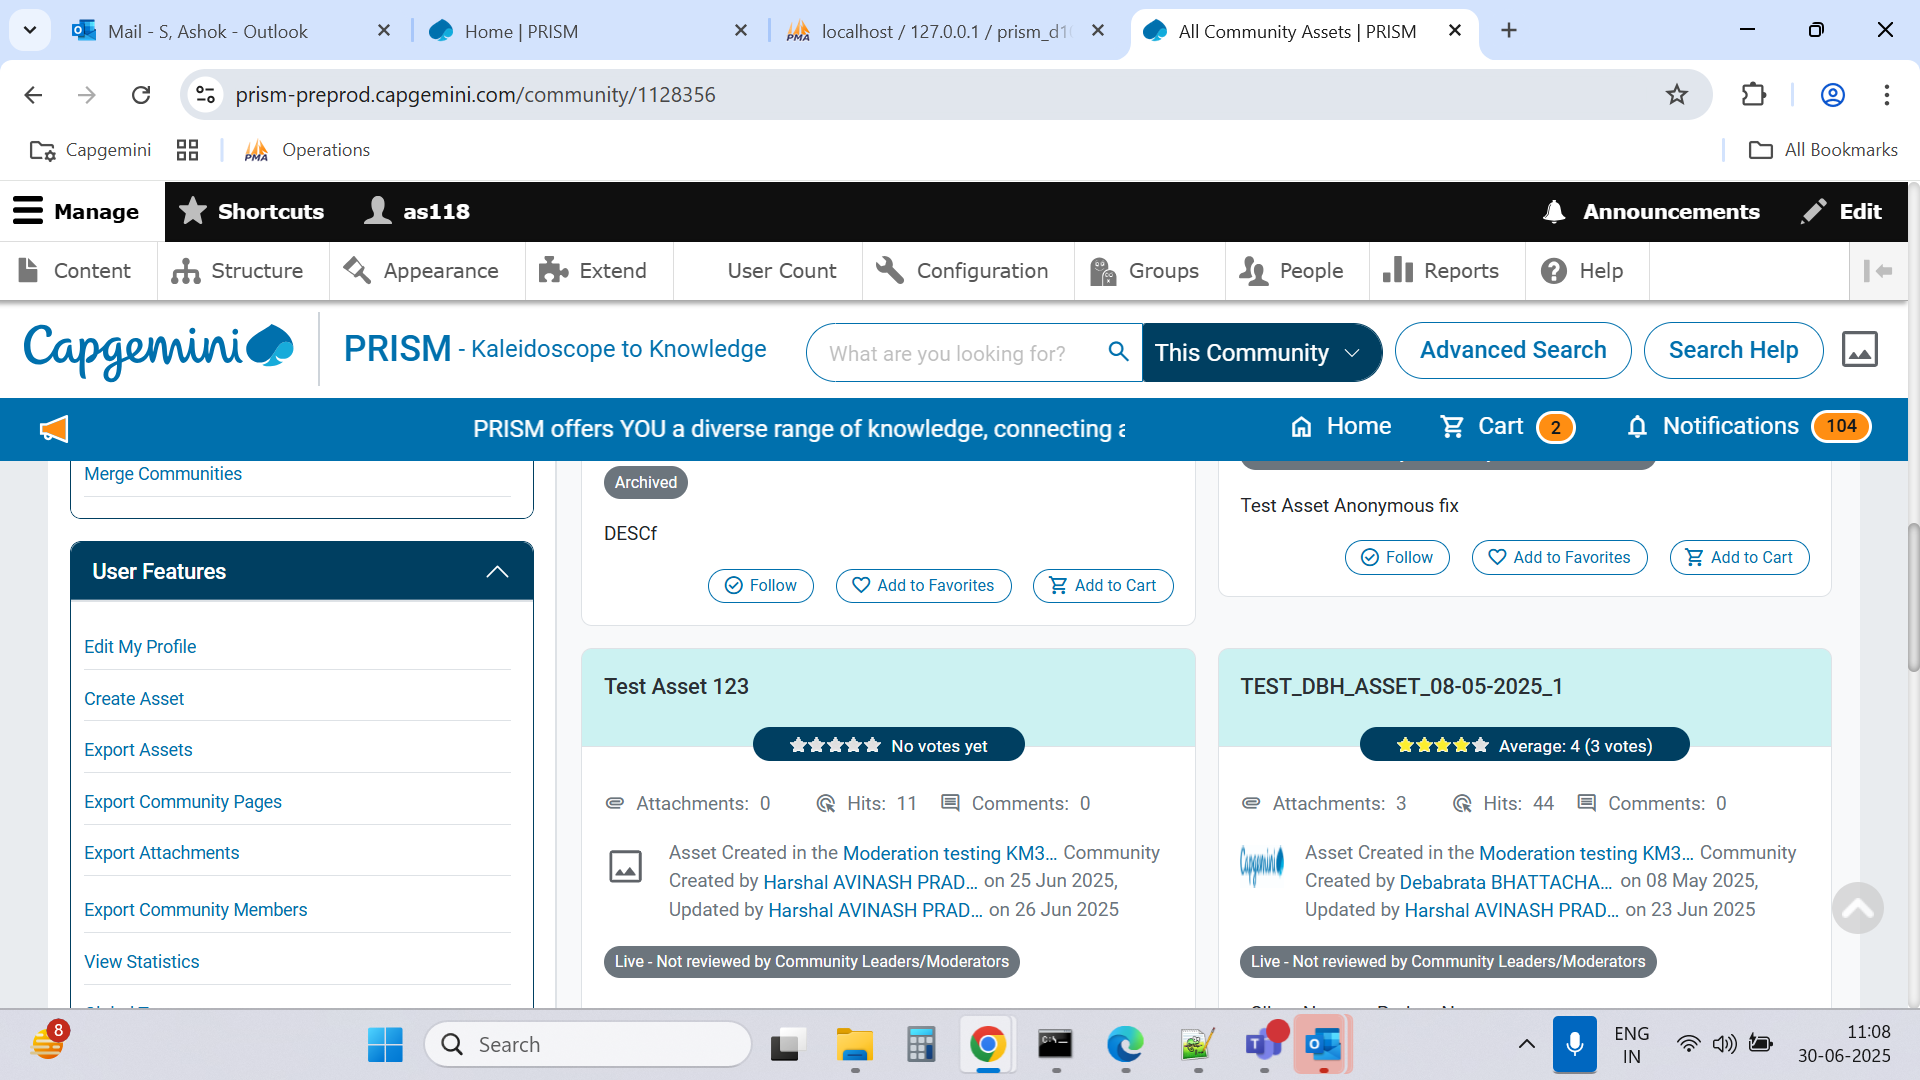 Mail - S, Ashok - Outlook
Home | PRISM
localhost / 127.0.0.1 / prism_d1
All Community Assets | PRISM
prism-preprod.capgemini.com/community/1128356
Capgemini
PMA
Operations
All Bookmarks
Manage
Shortcuts
as118
Announcements
Edit
Content
Structure
Appearance
Extend
User Count
Configuration
Groups
People
Reports
Help
Capgemini
PRISM - Kaleidoscope to Knowledge
What are you looking for?
This Community
Advanced Search
Search Help
PRISM offers YOU a diverse range of knowledge, connecting
Home
Cart 2
Notifications 104
Merge Communities
User Features
Edit My Profile
Create Asset
Export Assets
Export Community Pages
Export Attachments
Export Community Members
View Statistics
Archived
DESCf
Follow
Add to Favorites
Add to Cart
Test Asset Anonymous fix
Follow
Add to Favorites
Add to Cart
Test Asset 123
No votes yet
Attachments: 0
Hits: 11
Comments: 0
Asset Created in the Moderation testing KM3... Community
Created by Harshal AVINASH PRAD... on 25 Jun 2025,
Updated by Harshal AVINASH PRAD... on 26 Jun 2025
Live - Not reviewed by Community Leaders/Moderators
TEST_DBH_ASSET_08-05-2025_1
Average: 4 (3 votes)
Attachments: 3
Hits: 44
Comments: 0
Capgemini
Asset Created in the Moderation testing KM3... Community
Created by Debabrata BHATTACHA... on 08 May 2025,
Updated by Harshal AVINASH PRAD... on 23 Jun 2025
Live - Not reviewed by Community Leaders/Moderators
8
Search
ENG
IN
11:08
30-06-2025